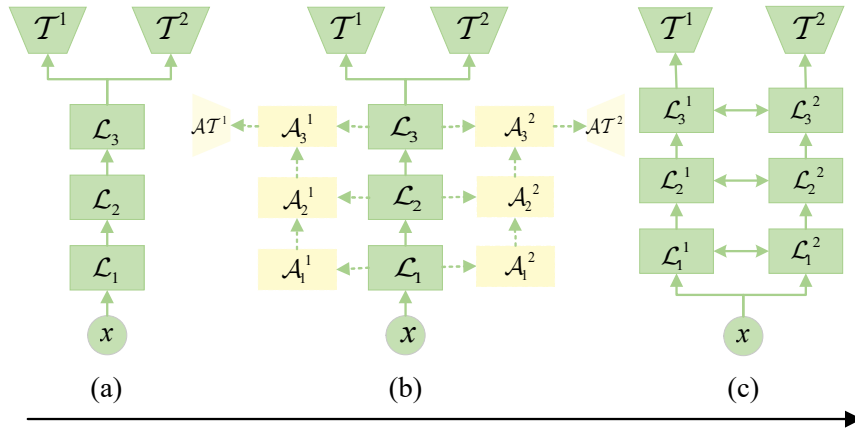 𝒯¹ 𝒯² 𝒯¹ 𝒯² 𝒯¹ 𝒯²
𝒜𝒯¹ 𝒜₃¹ ℒ₃ 𝒜₃² 𝒜𝒯²
ℒ₃ ℒ₃¹ ℒ₃²
ℒ₂ 𝒜₂¹ ℒ₂ 𝒜₂² ℒ₂¹ ℒ₂²
ℒ₁ 𝒜₁¹ ℒ₁ 𝒜₁² ℒ₁¹ ℒ₁²
x x x
(a) (b) (c)